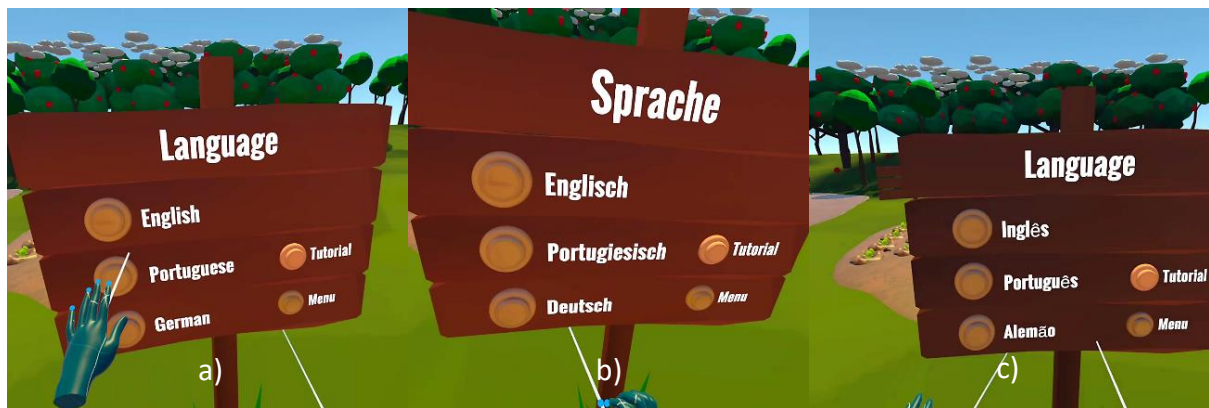 Language
English
Portuguese
Tutorial
German
Menu
a)
Sprache
Englisch
Portugiesisch
Tutorial
Deutsch
Menu
b)
Language
Inglês
Português
Tutorial
Alemão
Menu
c)